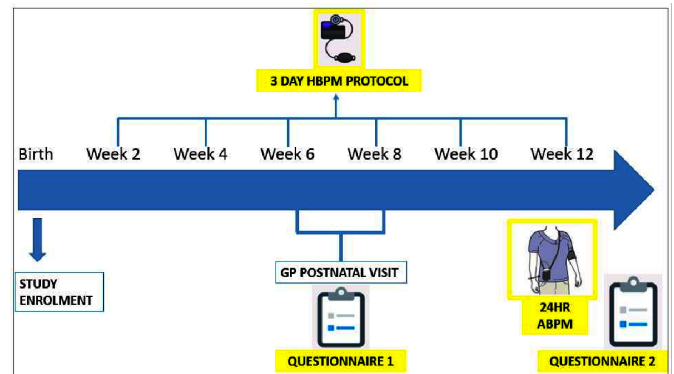 3 DAY HBPM PROTOCOL
Birth Week 2 Week 4 Week 6 Week 8 Week 10 Week 12
STUDY
ENROLMENT
GP POSTNATAL VISIT
QUESTIONNAIRE 1
24HR
ABPM
QUESTIONNAIRE 2